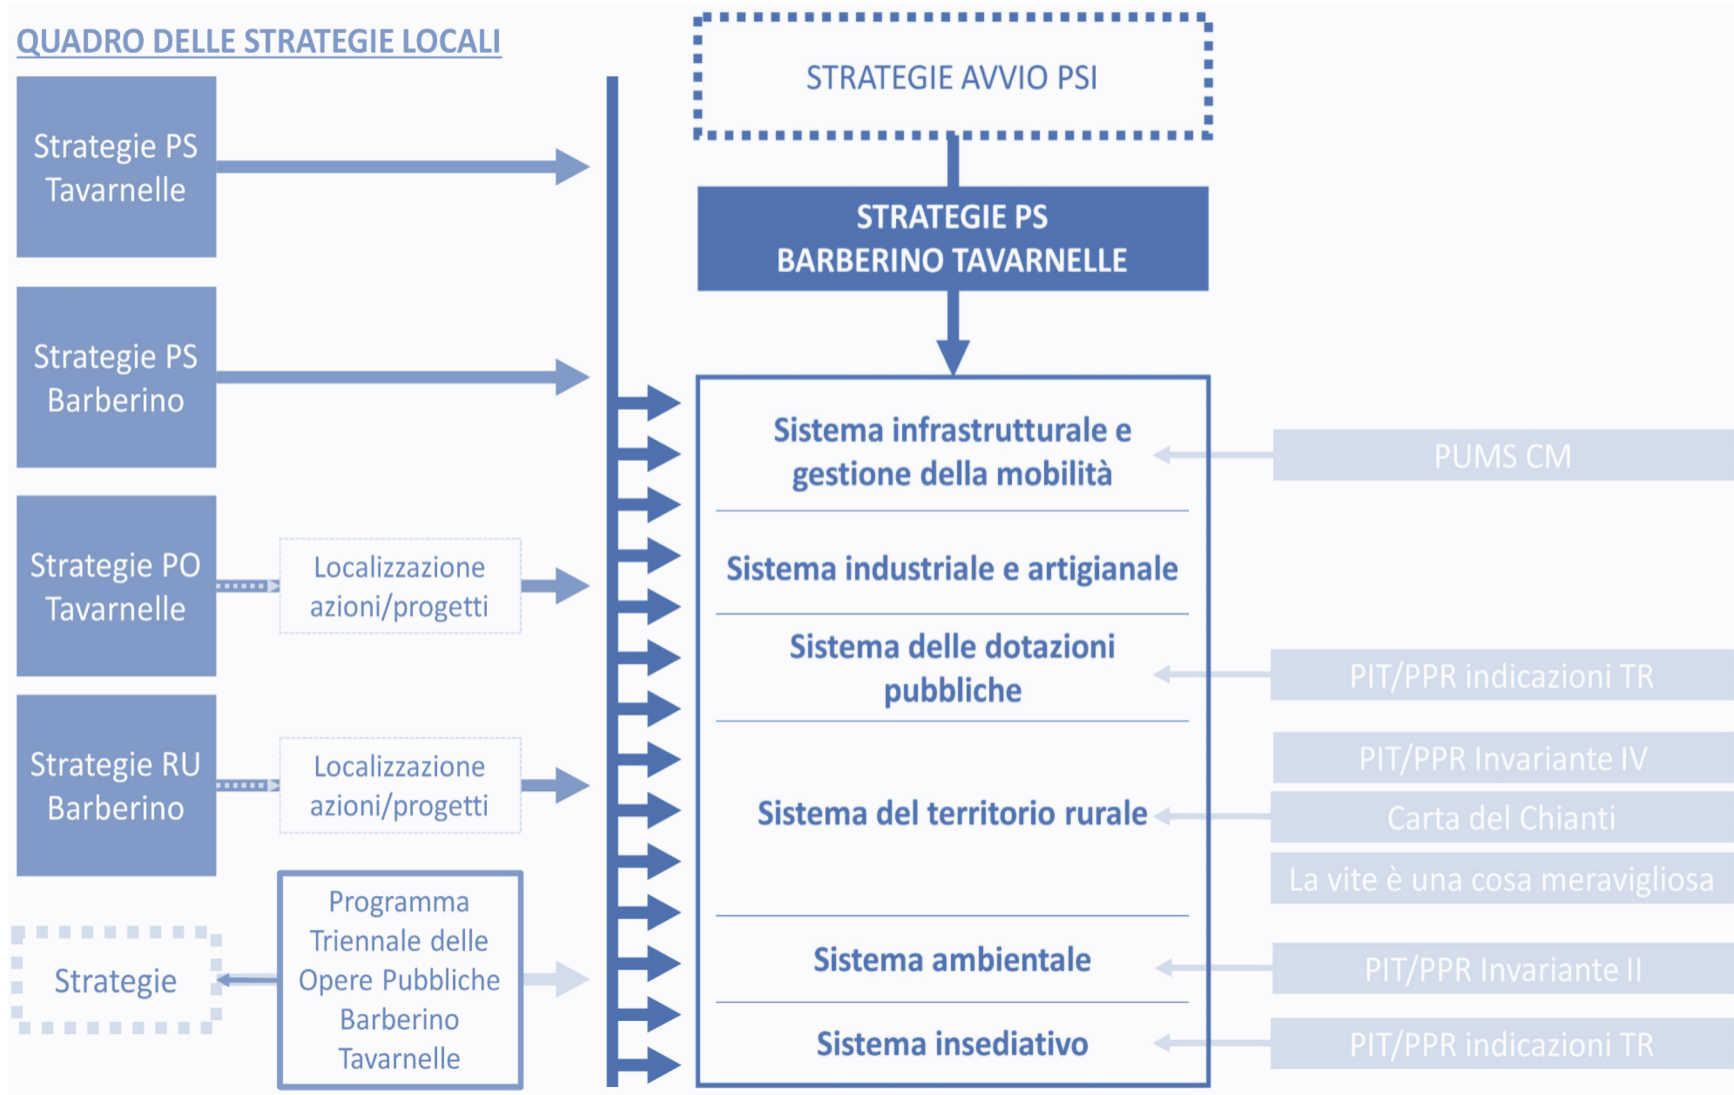 QUADRO DELLE STRATEGIE LOCALI
Strategie PS
Tavarnelle
Strategie PS
Barberino
Strategie PO
Tavarnelle
Localizzazione
azioni/progetti
Strategie RU
Barberino
Localizzazione
azioni/progetti
Strategie
Programma
Triennale delle
Opere Pubbliche
Barberino
Tavarnelle
STRATEGIE AVVIO PSI
STRATEGIE PS
BARBERINO TAVARNELLE
Sistema infrastrutturale e
gestione della mobilità
Sistema industriale e artigianale
Sistema delle dotazioni
pubbliche
Sistema del territorio rurale
Sistema ambientale
Sistema insediativo
PUMS CM
PIT/PPR indicazioni TR
PIT/PPR Invariante IV
Carta del Chianti
La vite è una cosa meravigliosa
PIT/PPR Invariante II
PIT/PPR indicazioni TR